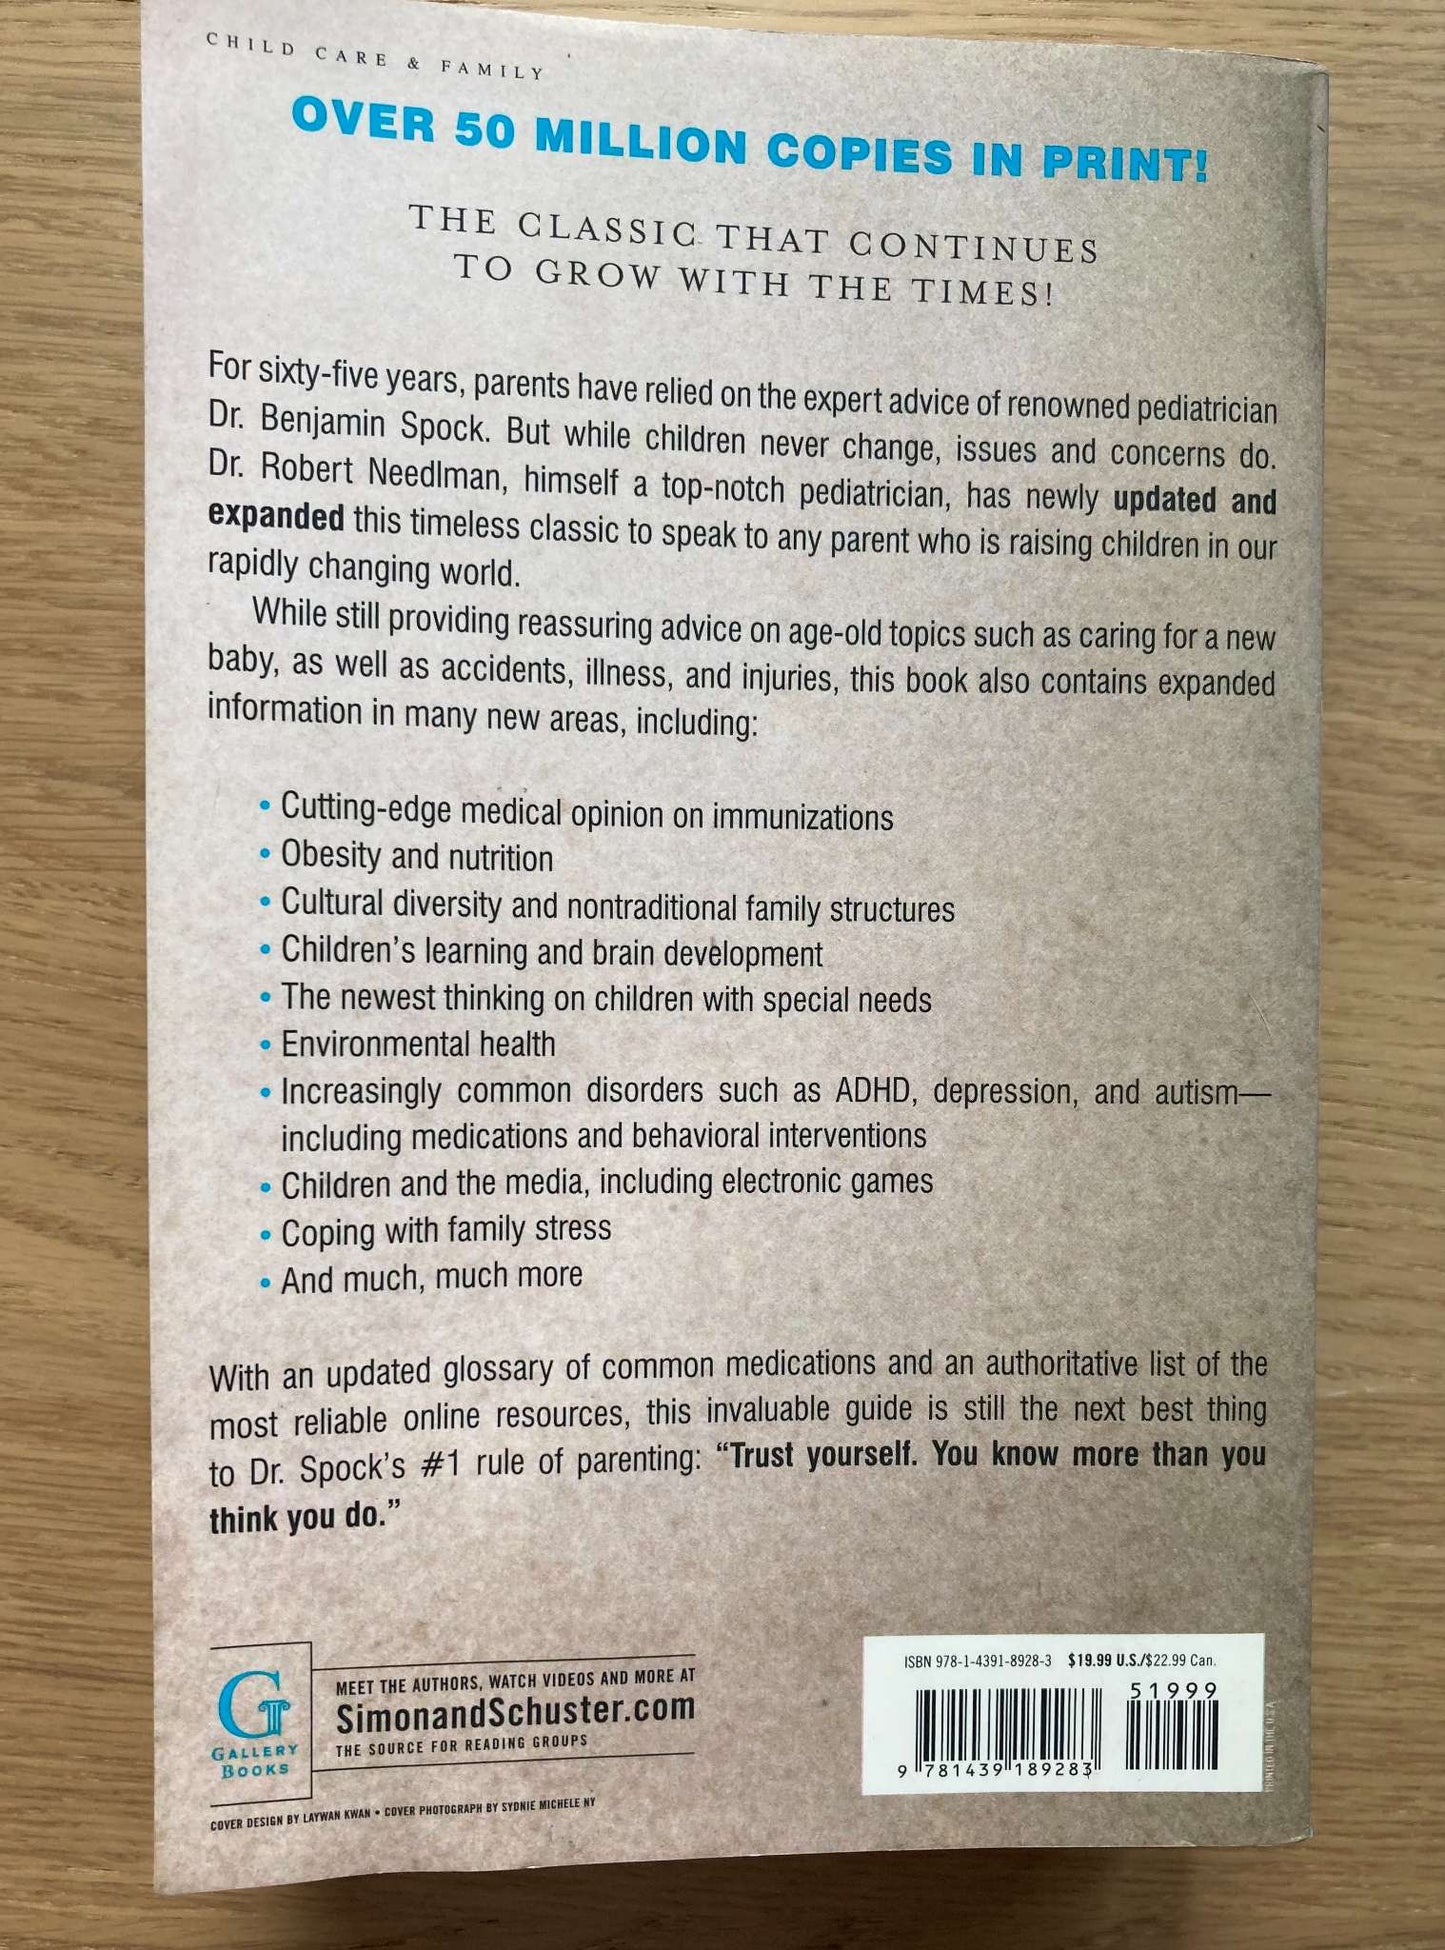 CHILD CARE & FAMILY
OVER 50 MILLION COPIES IN PRINT!
THE CLASSIC THAT CONTINUES
TO GROW WITH THE TIMES!
For sixty-five years, parents have relied on the expert advice of renowned pediatrician
Dr. Benjamin Spock. But while children never change, issues and concerns do.
Dr. Robert Needlman, himself a top-notch pediatrician, has newly updated and
expanded this timeless classic to speak to any parent who is raising children in our
rapidly changing world.
While still providing reassuring advice on age-old topics such as caring for a new
baby, as well as accidents, illness, and injuries, this book also contains expanded
information in many new areas, including:
• Cutting-edge medical opinion on immunizations
• Obesity and nutrition
• Cultural diversity and nontraditional family structures
• Children's learning and brain development
• The newest thinking on children with special needs
• Environmental health
• Increasingly common disorders such as ADHD, depression, and autism—
including medications and behavioral interventions
• Children and the media, including electronic games
• Coping with family stress
• And much, much more
With an updated glossary of common medications and an authoritative list of the
most reliable online resources, this invaluable guide is still the next best thing
to Dr. Spock's #1 rule of parenting: “Trust yourself. You know more than you
think you do.”
G
GALLERY
BOOKS
MEET THE AUTHORS, WATCH VIDEOS AND MORE AT
SimonandSchuster.com
THE SOURCE FOR READING GROUPS
COVER DESIGN BY LAYWAN KWAN • COVER PHOTOGRAPH BY SYDNIE MICHELE NY
ISBN 978-1-4391-8928-3 $19.99 U.S./$22.99 Can.
51999
9 781439 189283
PRINTED IN THE U.S.A.